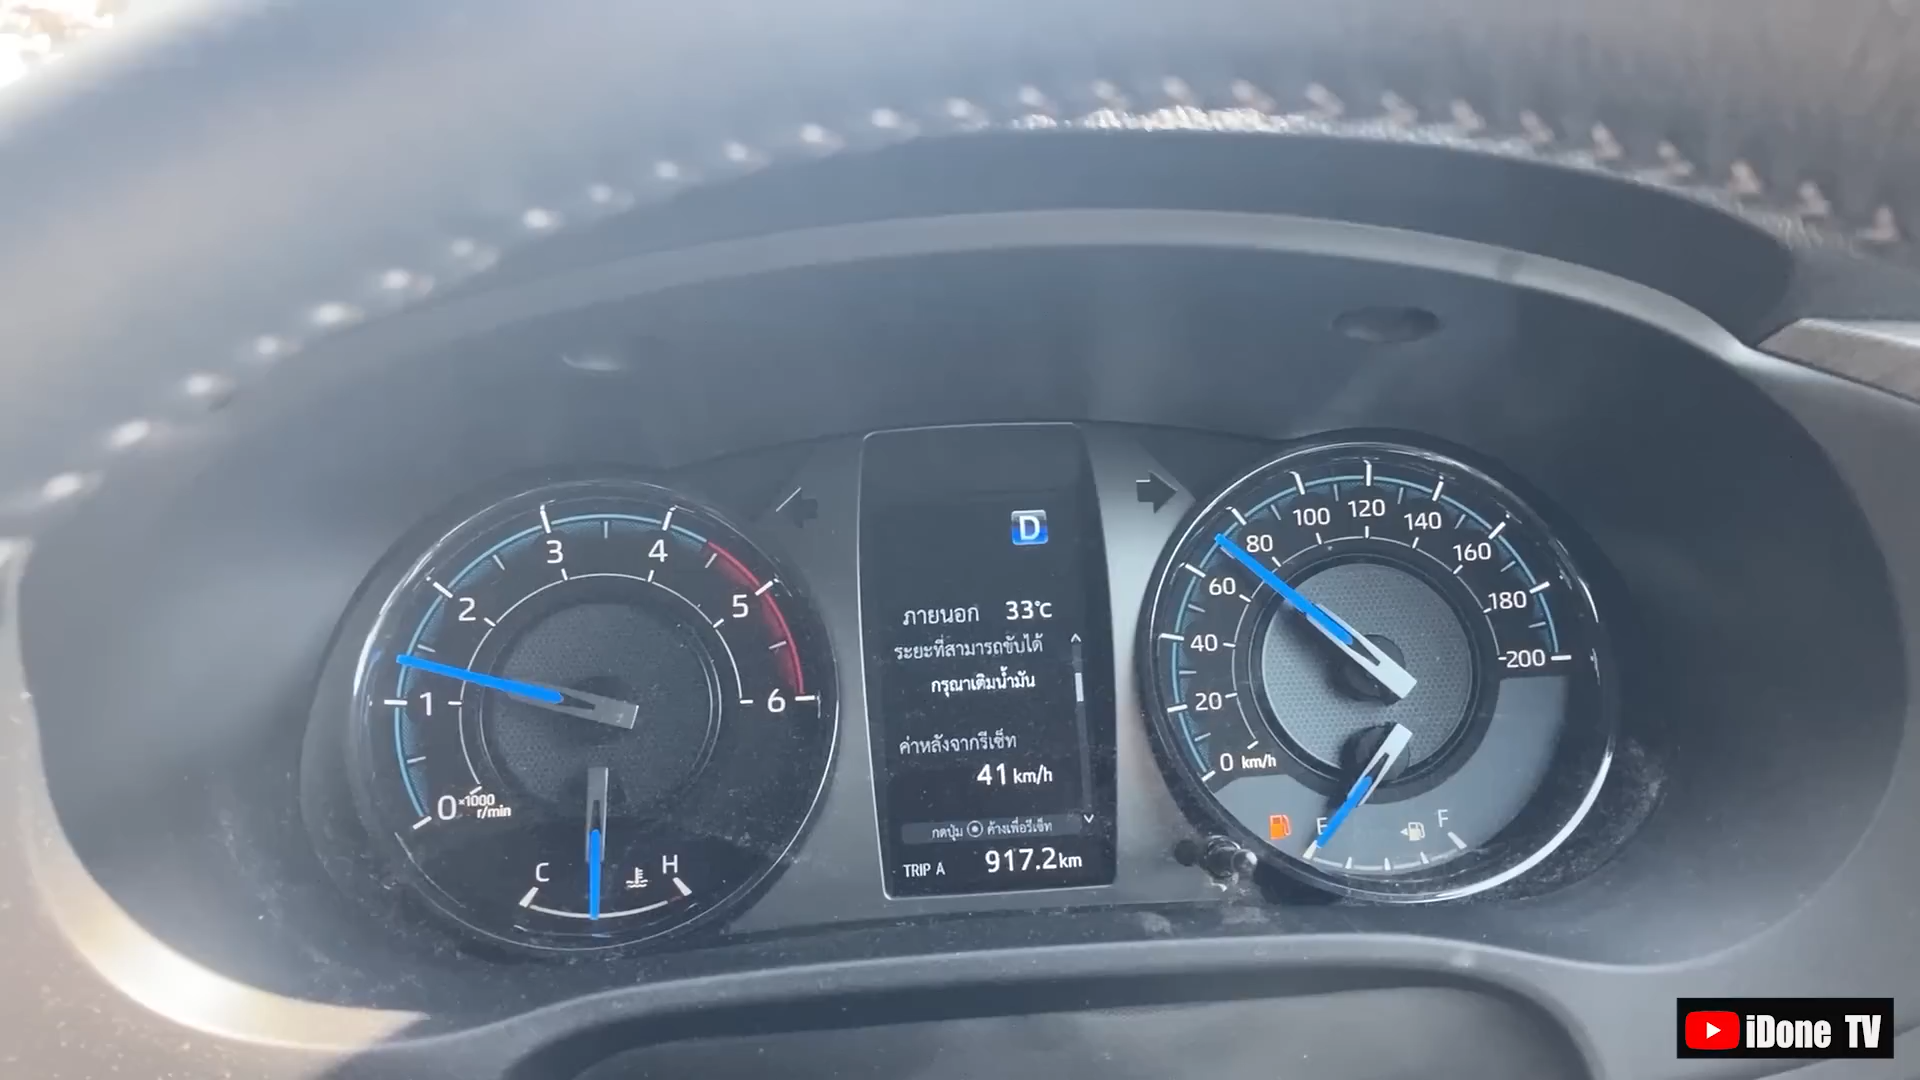 0 ×1000 r/min
1
2
3
4
5
6
C
H
D
ภายนอก 33°C
ระยะที่สามารถขับได้
กรุณาเติมน้ำมัน
ค่าหลังจากรีเซ็ท
41 km/h
กดปุ่ม ค้างเพื่อรีเซ็ท
TRIP A 917.2 km
0 km/h
20
40
60
80
100
120
140
160
180
200
E
F
iDone TV